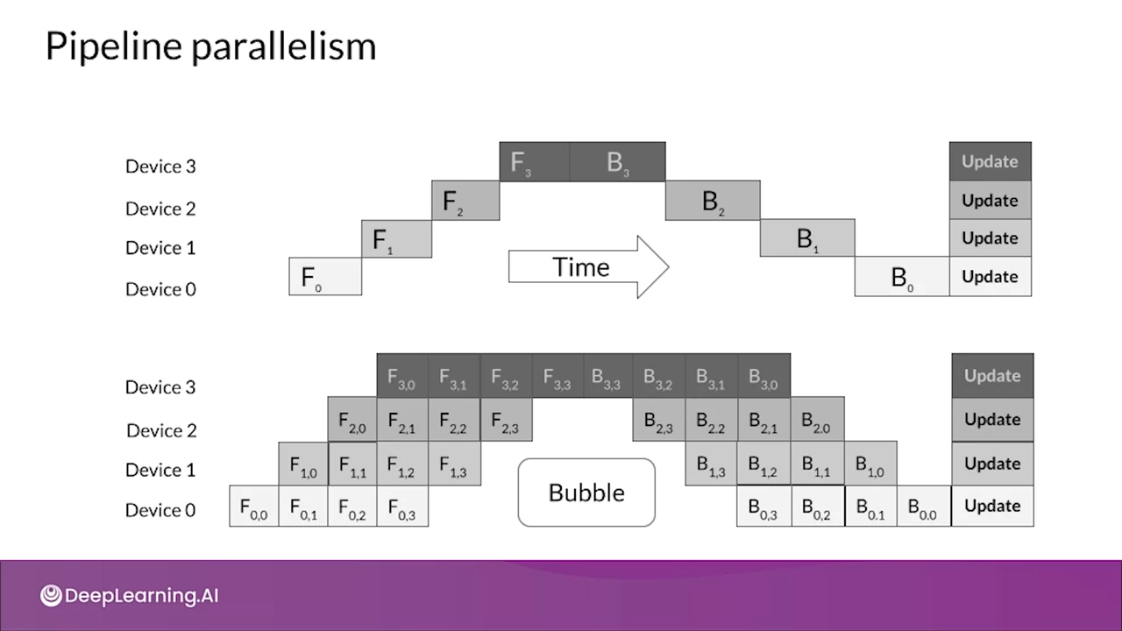 Pipeline parallelism
Device 3 F₃ B₃ Update
Device 2 F₂ B₂ Update
Device 1 F₁ B₁ Update
Time
Device 0 F₀ B₀ Update
Device 3 F₃,₀ F₃,₁ F₃,₂ F₃,₃ B₃,₃ B₃,₂ B₃,₁ B₃,₀ Update
Device 2 F₂,₀ F₂,₁ F₂,₂ F₂,₃ B₂,₃ B₂.₂ B₂,₁ B₂.₀ Update
Device 1 F₁,₀ F₁,₁ F₁,₂ F₁,₃ B₁,₃ B₁,₂ B₁,₁ B₁,₀ Update
Bubble
Device 0 F₀,₀ F₀,₁ F₀,₂ F₀,₃ B₀,₃ B₀,₂ B₀.₁ B₀.₀ Update
DeepLearning.AI